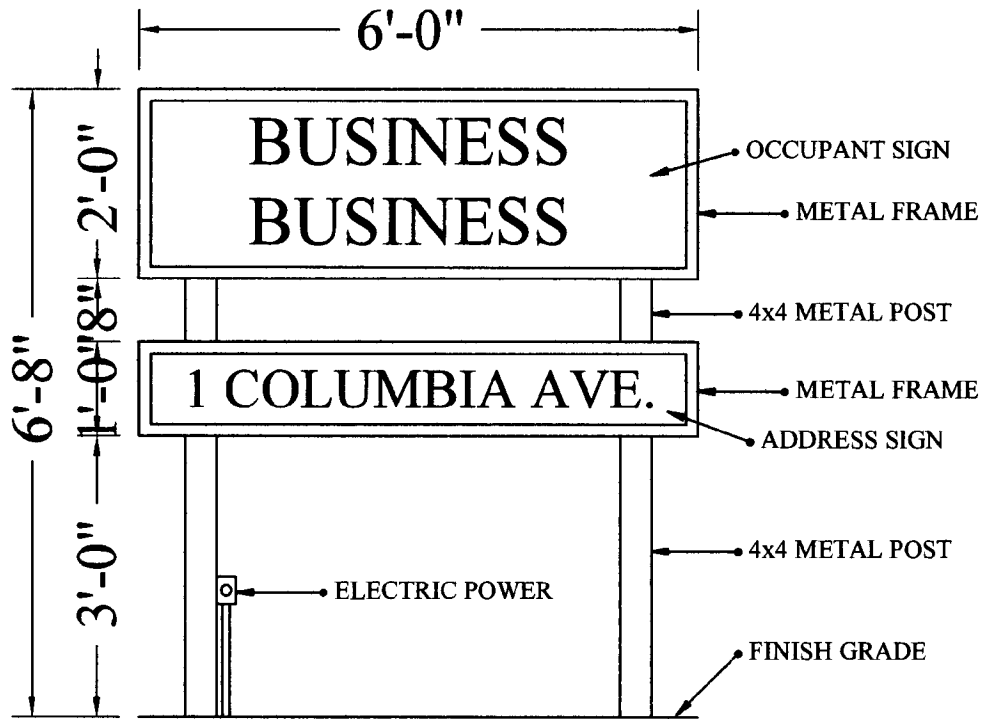 6'-0"
BUSINESS
BUSINESS
OCCUPANT SIGN
METAL FRAME
2'-0"
8"
4x4 METAL POST
6'-8"
1'-0"
1 COLUMBIA AVE.
METAL FRAME
ADDRESS SIGN
3'-0"
4x4 METAL POST
ELECTRIC POWER
FINISH GRADE